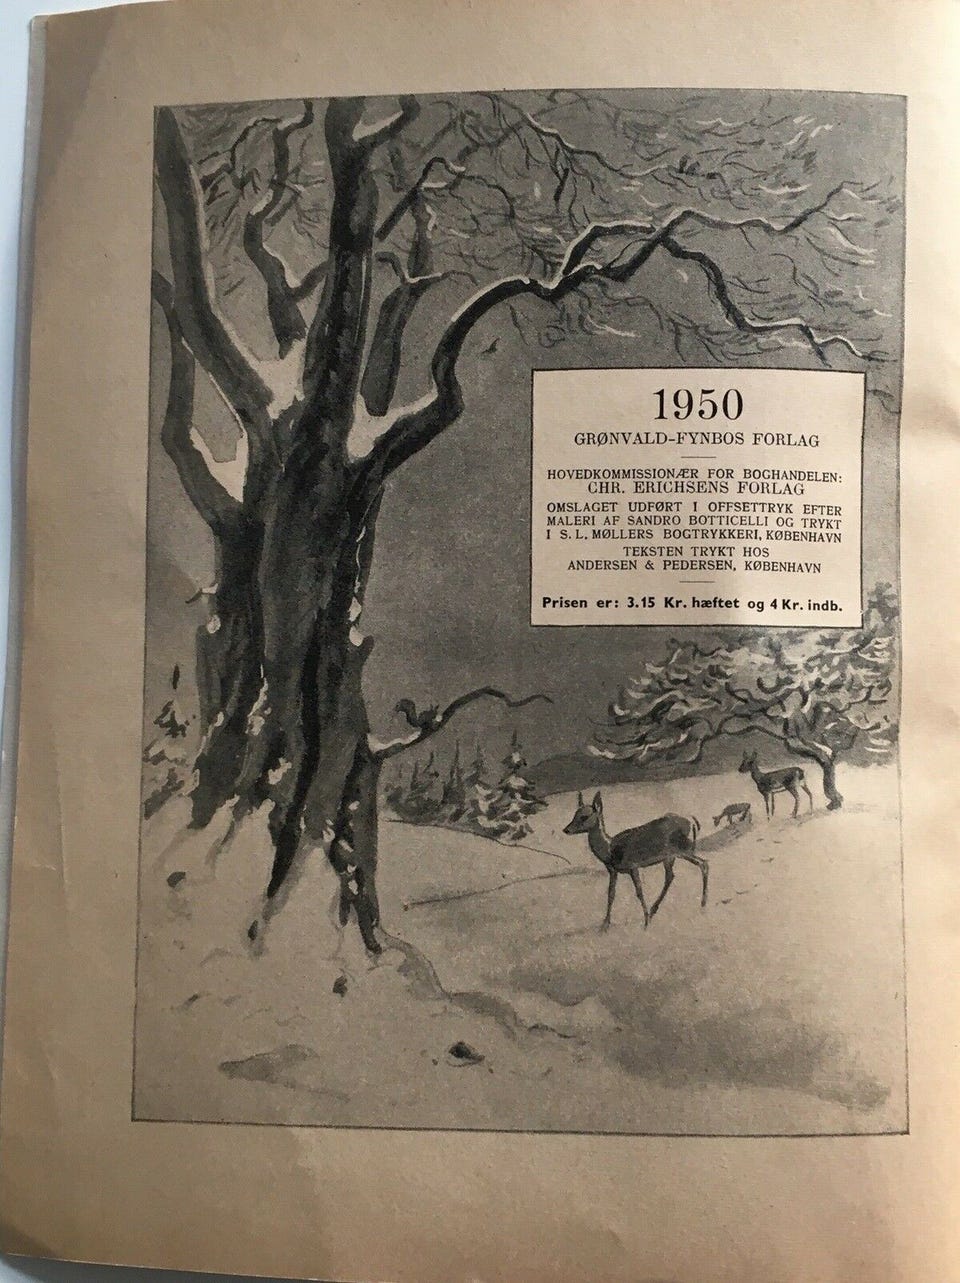 1950
GRØNVALD-FYNBOS FORLAG
HOVEDKOMMISSIONÆR FOR BOGHANDELEN:
CHR. ERICHSENS FORLAG
OMSLAGET UDFØRT I OFFSETTRYK EFTER
MALERI AF SANDRO BOTTICELLI OG TRYKT
I S. L. MØLLERS BOGTRYKKERI, KØBENHAVN
TEKSTEN TRYKT HOS
ANDERSEN & PEDERSEN, KØBENHAVN
Prisen er: 3.15 Kr. hæftet og 4 Kr. indb.